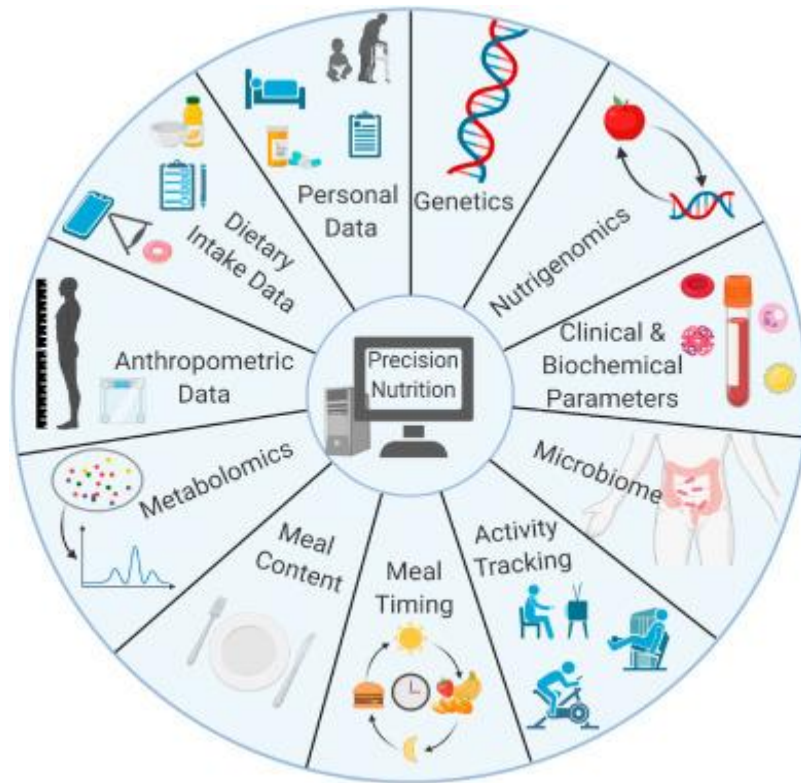 Precision
Nutrition
Genetics
Nutrigenomics
Clinical &
Biochemical
Parameters
Microbiome
Activity
Tracking
Meal
Timing
Meal
Content
Metabolomics
Anthropometric
Data
Dietary
Intake Data
Personal
Data